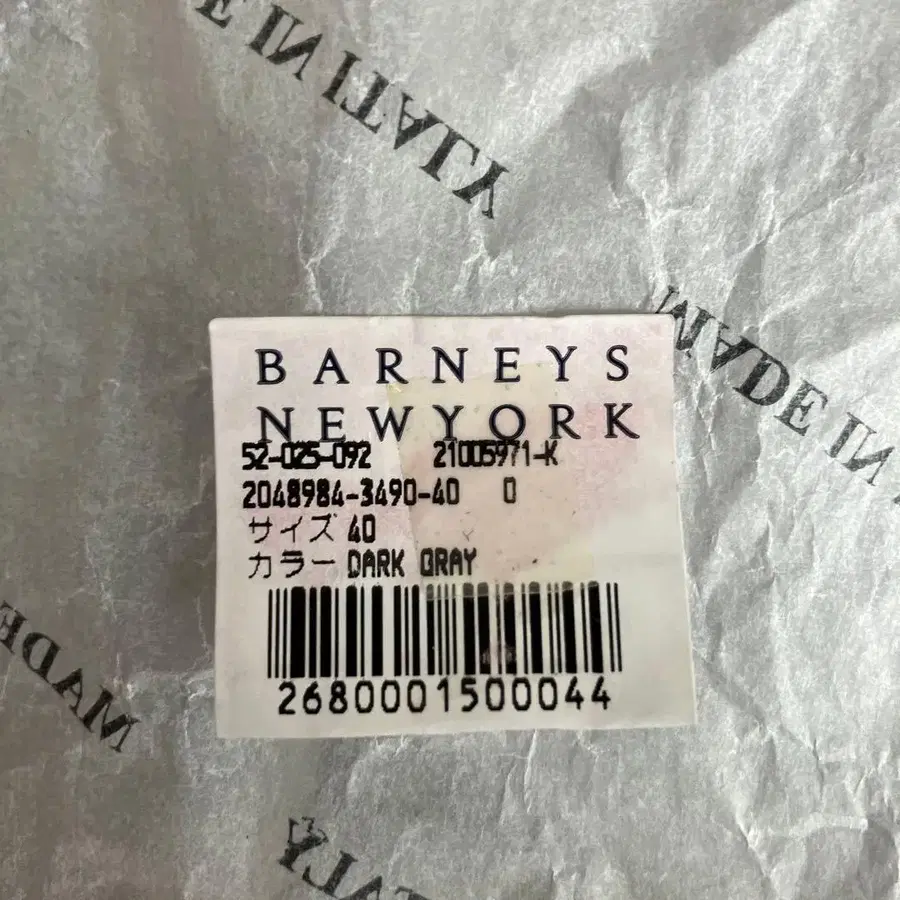 E IN ITALY
MADE IN
BARNEYS
NEWYORK
52-025-092 21005971-K
2048984-3490-40 0
サイズ 40
カラー DARK GRAY
2680001500044
MADE
ITALY